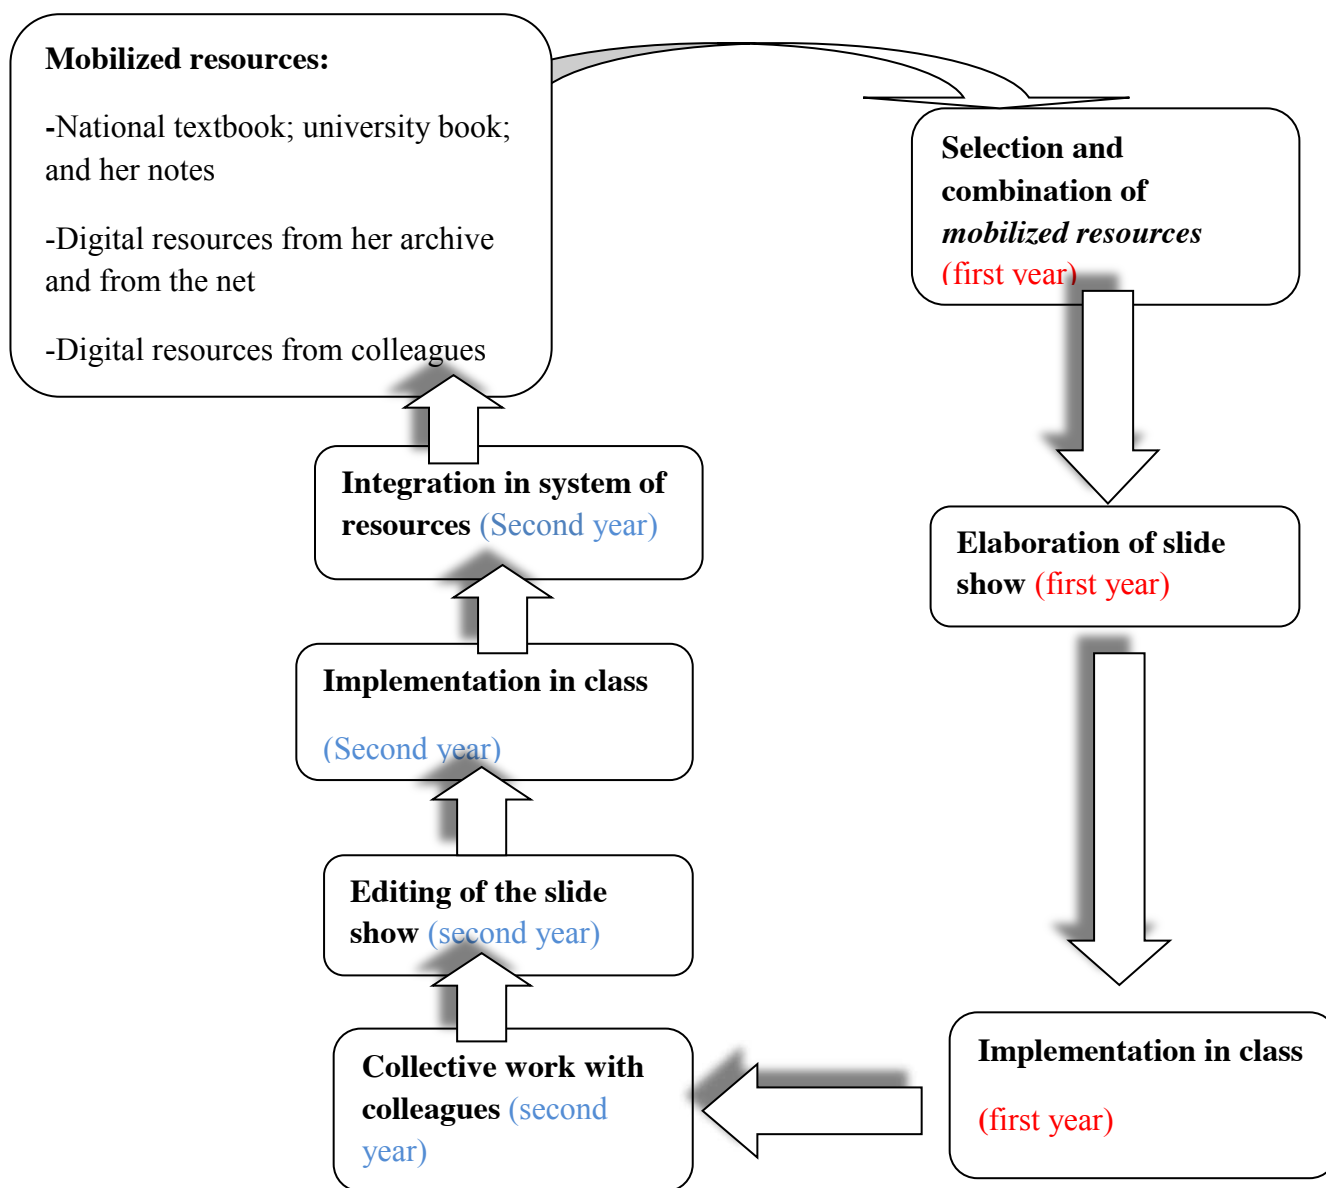 Mobilized resources:
-National textbook; university book;
and her notes
-Digital resources from her archive
and from the net
-Digital resources from colleagues
Selection and
combination of
mobilized resources
(first year)
Elaboration of slide
show (first year)
Implementation in class
(first year)
Collective work with
colleagues (second
year)
Editing of the slide
show (second year)
Implementation in class
(Second year)
Integration in system of
resources (Second year)